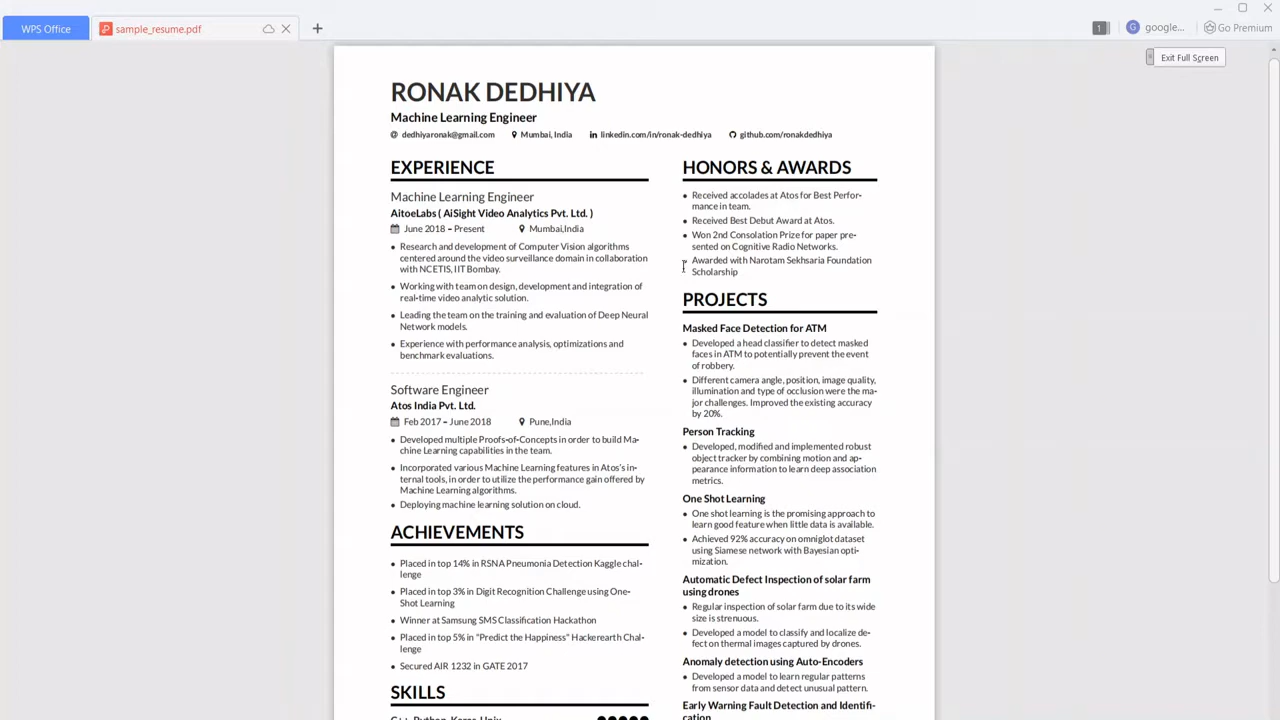 WPS Office
sample_resume.pdf
1
G
google...
Go Premium
Exit Full Screen
RONAK DEDHIYA
Machine Learning Engineer
dedhiyaronak@gmail.com
Mumbai, India
linkedin.com/in/ronak-dedhiya
github.com/ronakdedhiya
EXPERIENCE
Machine Learning Engineer
AitoeLabs ( AiSight Video Analytics Pvt. Ltd. )
June 2018 – Present
Mumbai,India
• Research and development of Computer Vision algorithms
centered around the video surveillance domain in collaboration
with NCETIS, IIT Bombay.
• Working with team on design, development and integration of
real-time video analytic solution.
• Leading the team on the training and evaluation of Deep Neural
Network models.
• Experience with performance analysis, optimizations and
benchmark evaluations.
Software Engineer
Atos India Pvt. Ltd.
Feb 2017 – June 2018
Pune,India
• Developed multiple Proofs-of-Concepts in order to build Ma-
chine Learning capabilities in the team.
• Incorporated various Machine Learning features in Atos's in-
ternal tools, in order to utilize the performance gain offered by
Machine Learning algorithms.
• Deploying machine learning solution on cloud.
ACHIEVEMENTS
• Placed in top 14% in RSNA Pneumonia Detection Kaggle chal-
lenge
• Placed in top 3% in Digit Recognition Challenge using One-
Shot Learning
• Winner at Samsung SMS Classification Hackathon
• Placed in top 5% in "Predict the Happiness" Hackerearth Chal-
lenge
• Secured AIR 1232 in GATE 2017
SKILLS
C++, Python, Keras, Unix
HONORS & AWARDS
• Received accolades at Atos for Best Perfor-
mance in team.
• Received Best Debut Award at Atos.
• Won 2nd Consolation Prize for paper pre-
sented on Cognitive Radio Networks.
• Awarded with Narotam Sekhsaria Foundation
Scholarship
PROJECTS
Masked Face Detection for ATM
• Developed a head classifier to detect masked
faces in ATM to potentially prevent the event
of robbery.
• Different camera angle, position, image quality,
illumination and type of occlusion were the ma-
jor challenges. Improved the existing accuracy
by 20%.
Person Tracking
• Developed, modified and implemented robust
object tracker by combining motion and ap-
pearance information to learn deep association
metrics.
One Shot Learning
• One shot learning is the promising approach to
learn good feature when little data is available.
• Achieved 92% accuracy on omniglot dataset
using Siamese network with Bayesian opti-
mization.
Automatic Defect Inspection of solar farm
using drones
• Regular inspection of solar farm due to its wide
size is strenuous.
• Developed a model to classify and localize de-
fect on thermal images captured by drones.
Anomaly detection using Auto-Encoders
• Developed a model to learn regular patterns
from sensor data and detect unusual pattern.
Early Warning Fault Detection and Identifi-
cation